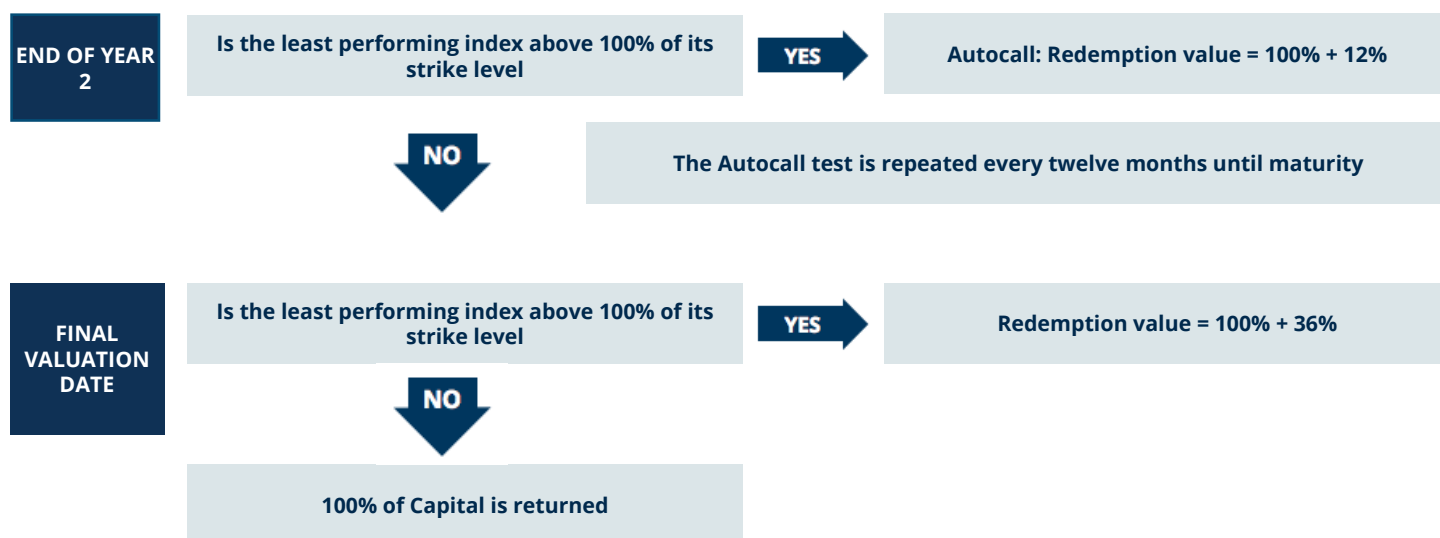 END OF YEAR
2
Is the least performing index above 100% of its
strike level
YES
Autocall: Redemption value = 100% + 12%
NO
The Autocall test is repeated every twelve months until maturity
FINAL
VALUATION
DATE
Is the least performing index above 100% of its
strike level
YES
Redemption value = 100% + 36%
NO
100% of Capital is returned